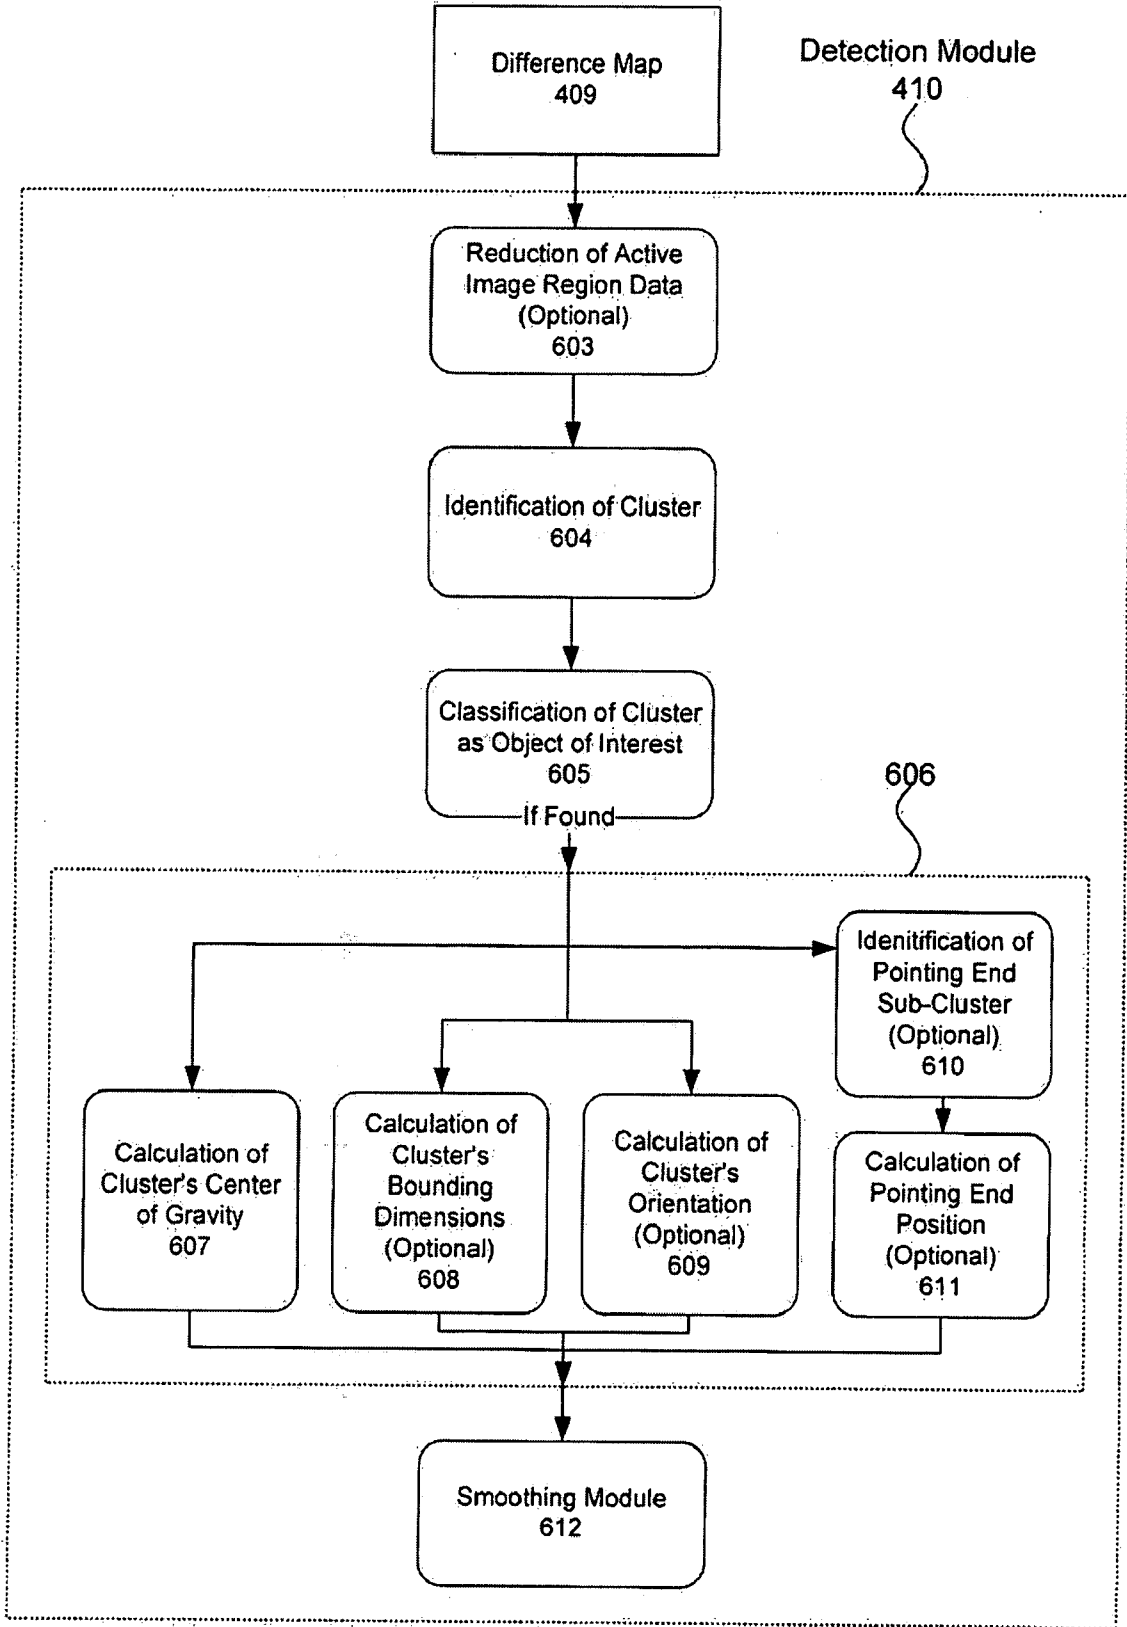 Difference Map
409
Detection Module
410
Reduction of Active
Image Region Data
(Optional)
603
Identification of Cluster
604
Classification of Cluster
as Object of Interest
605
If Found
606
Idenitification of
Pointing End
Sub-Cluster
(Optional)
610
Calculation of
Cluster's Center
of Gravity
607
Calculation of
Cluster's
Bounding
Dimensions
(Optional)
608
Calculation of
Cluster's
Orientation
(Optional)
609
Calculation of
Pointing End
Position
(Optional)
611
Smoothing Module
612